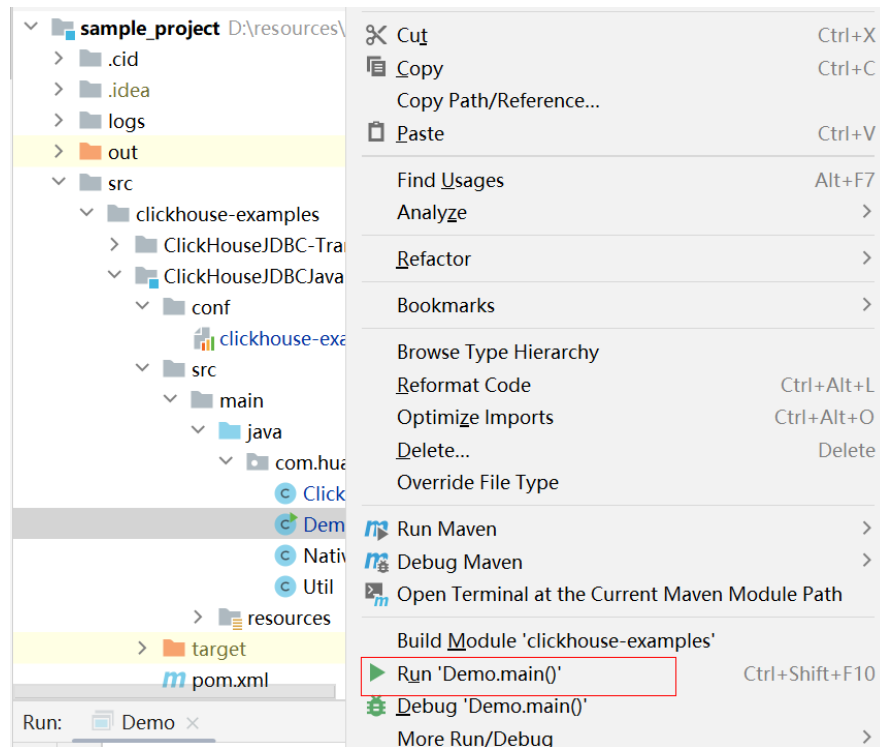 sample_project D:\resources\
.cid
.idea
logs
out
src
clickhouse-examples
ClickHouseJDBC-Tra
ClickHouseJDBCJava
conf
clickhouse-exa
src
main
java
com.hua
Click
Dem
Nativ
Util
resources
target
pom.xml
Run: Demo
Cut Ctrl+X
Copy Ctrl+C
Copy Path/Reference...
Paste Ctrl+V
Find Usages Alt+F7
Analyze
Refactor
Bookmarks
Browse Type Hierarchy
Reformat Code Ctrl+Alt+L
Optimize Imports Ctrl+Alt+O
Delete... Delete
Override File Type
Run Maven
Debug Maven
Open Terminal at the Current Maven Module Path
Build Module 'clickhouse-examples'
Run 'Demo.main()' Ctrl+Shift+F10
Debug 'Demo.main()'
More Run/Debug